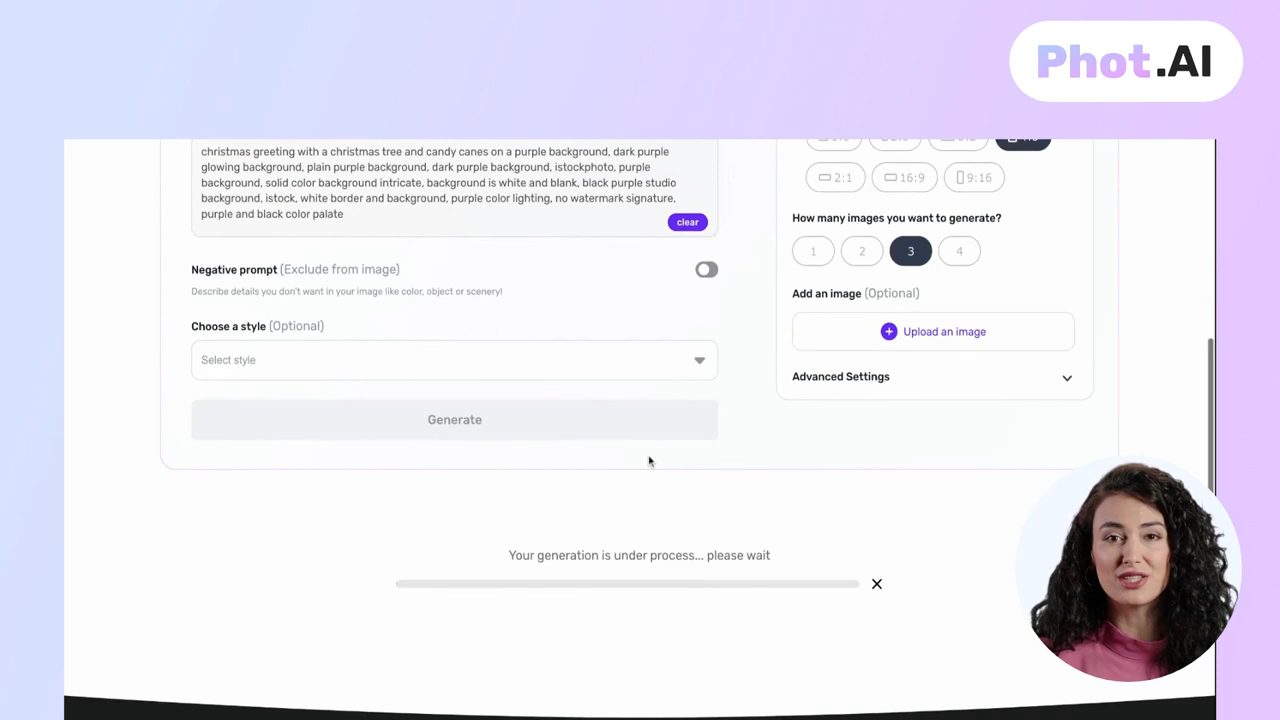 Phot.AI
christmas greeting with a christmas tree and candy canes on a purple background, dark purple
glowing background, plain purple background, dark purple background, istockphoto, purple
background, solid color background intricate, background is white and blank, black purple studio
background, istock, white border and background, purple color lighting, no watermark signature,
purple and black color palate
clear
2:1
16:9
9:16
How many images you want to generate?
1
2
3
4
Negative prompt (Exclude from image)
Describe details you don't want in your image like color, object or scenery!
Add an image (Optional)
Upload an image
Choose a style (Optional)
Select style
Advanced Settings
Generate
Your generation is under process... please wait